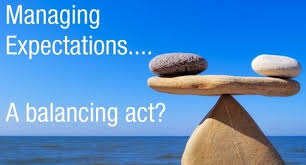 Managing
Expectations....
A balancing act?